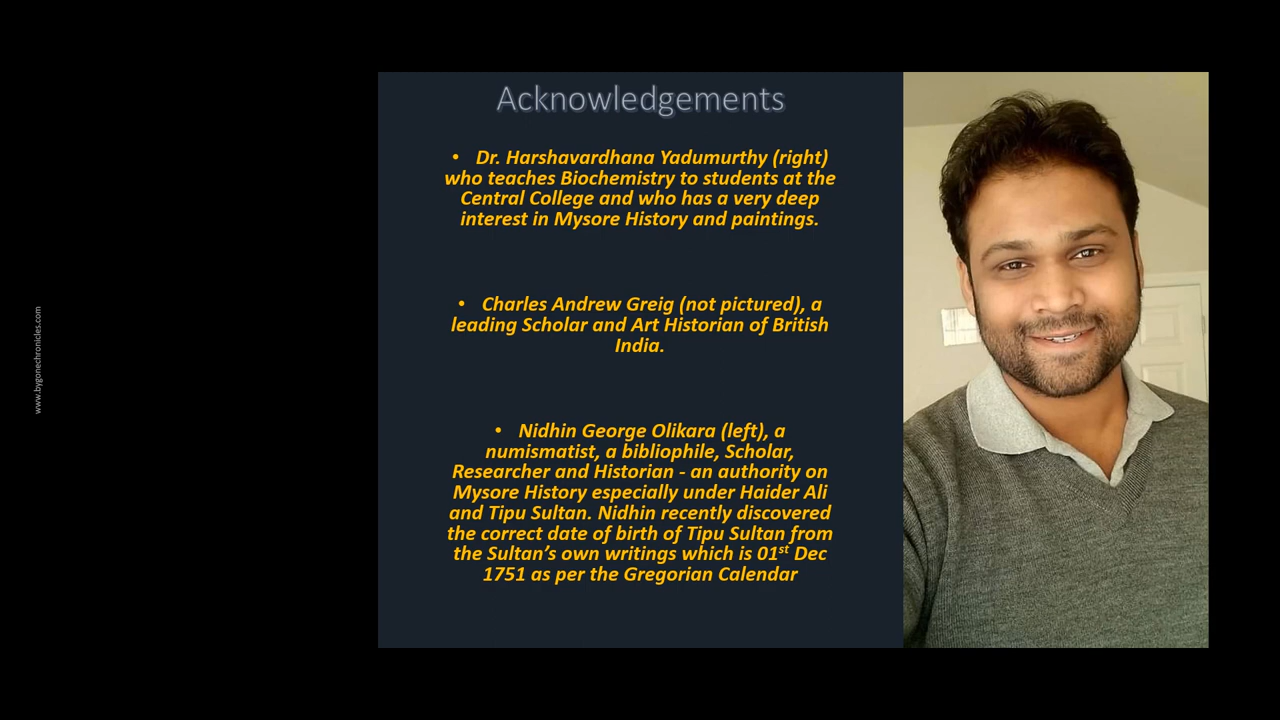 Acknowledgements
• Dr. Harshavardhana Yadumurthy (right)
who teaches Biochemistry to students at the
Central College and who has a very deep
interest in Mysore History and paintings.
• Charles Andrew Greig (not pictured), a
leading Scholar and Art Historian of British
India.
• Nidhin George Olikara (left), a
numismatist, a bibliophile, Scholar,
Researcher and Historian - an authority on
Mysore History especially under Haider Ali
and Tipu Sultan. Nidhin recently discovered
the correct date of birth of Tipu Sultan from
the Sultan’s own writings which is 01st Dec
1751 as per the Gregorian Calendar
www.bygonechronicles.com